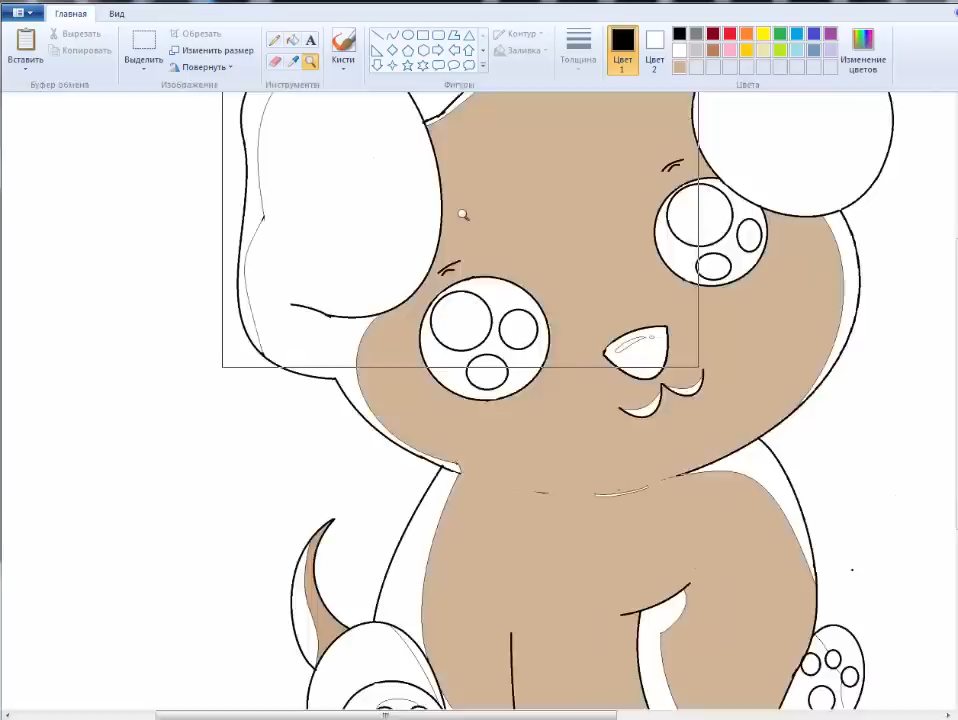 Главная Вид
Вставить
Вырезать
Копировать
Буфер обмена
Выделить
Обрезать
Изменить размер
Повернуть
Изображение
A
Инструменти
Кисти
Контур
Заливка
Фигуры
Толщина
Цвет
1
Цвет
2
Изменение
цветов
Цвета